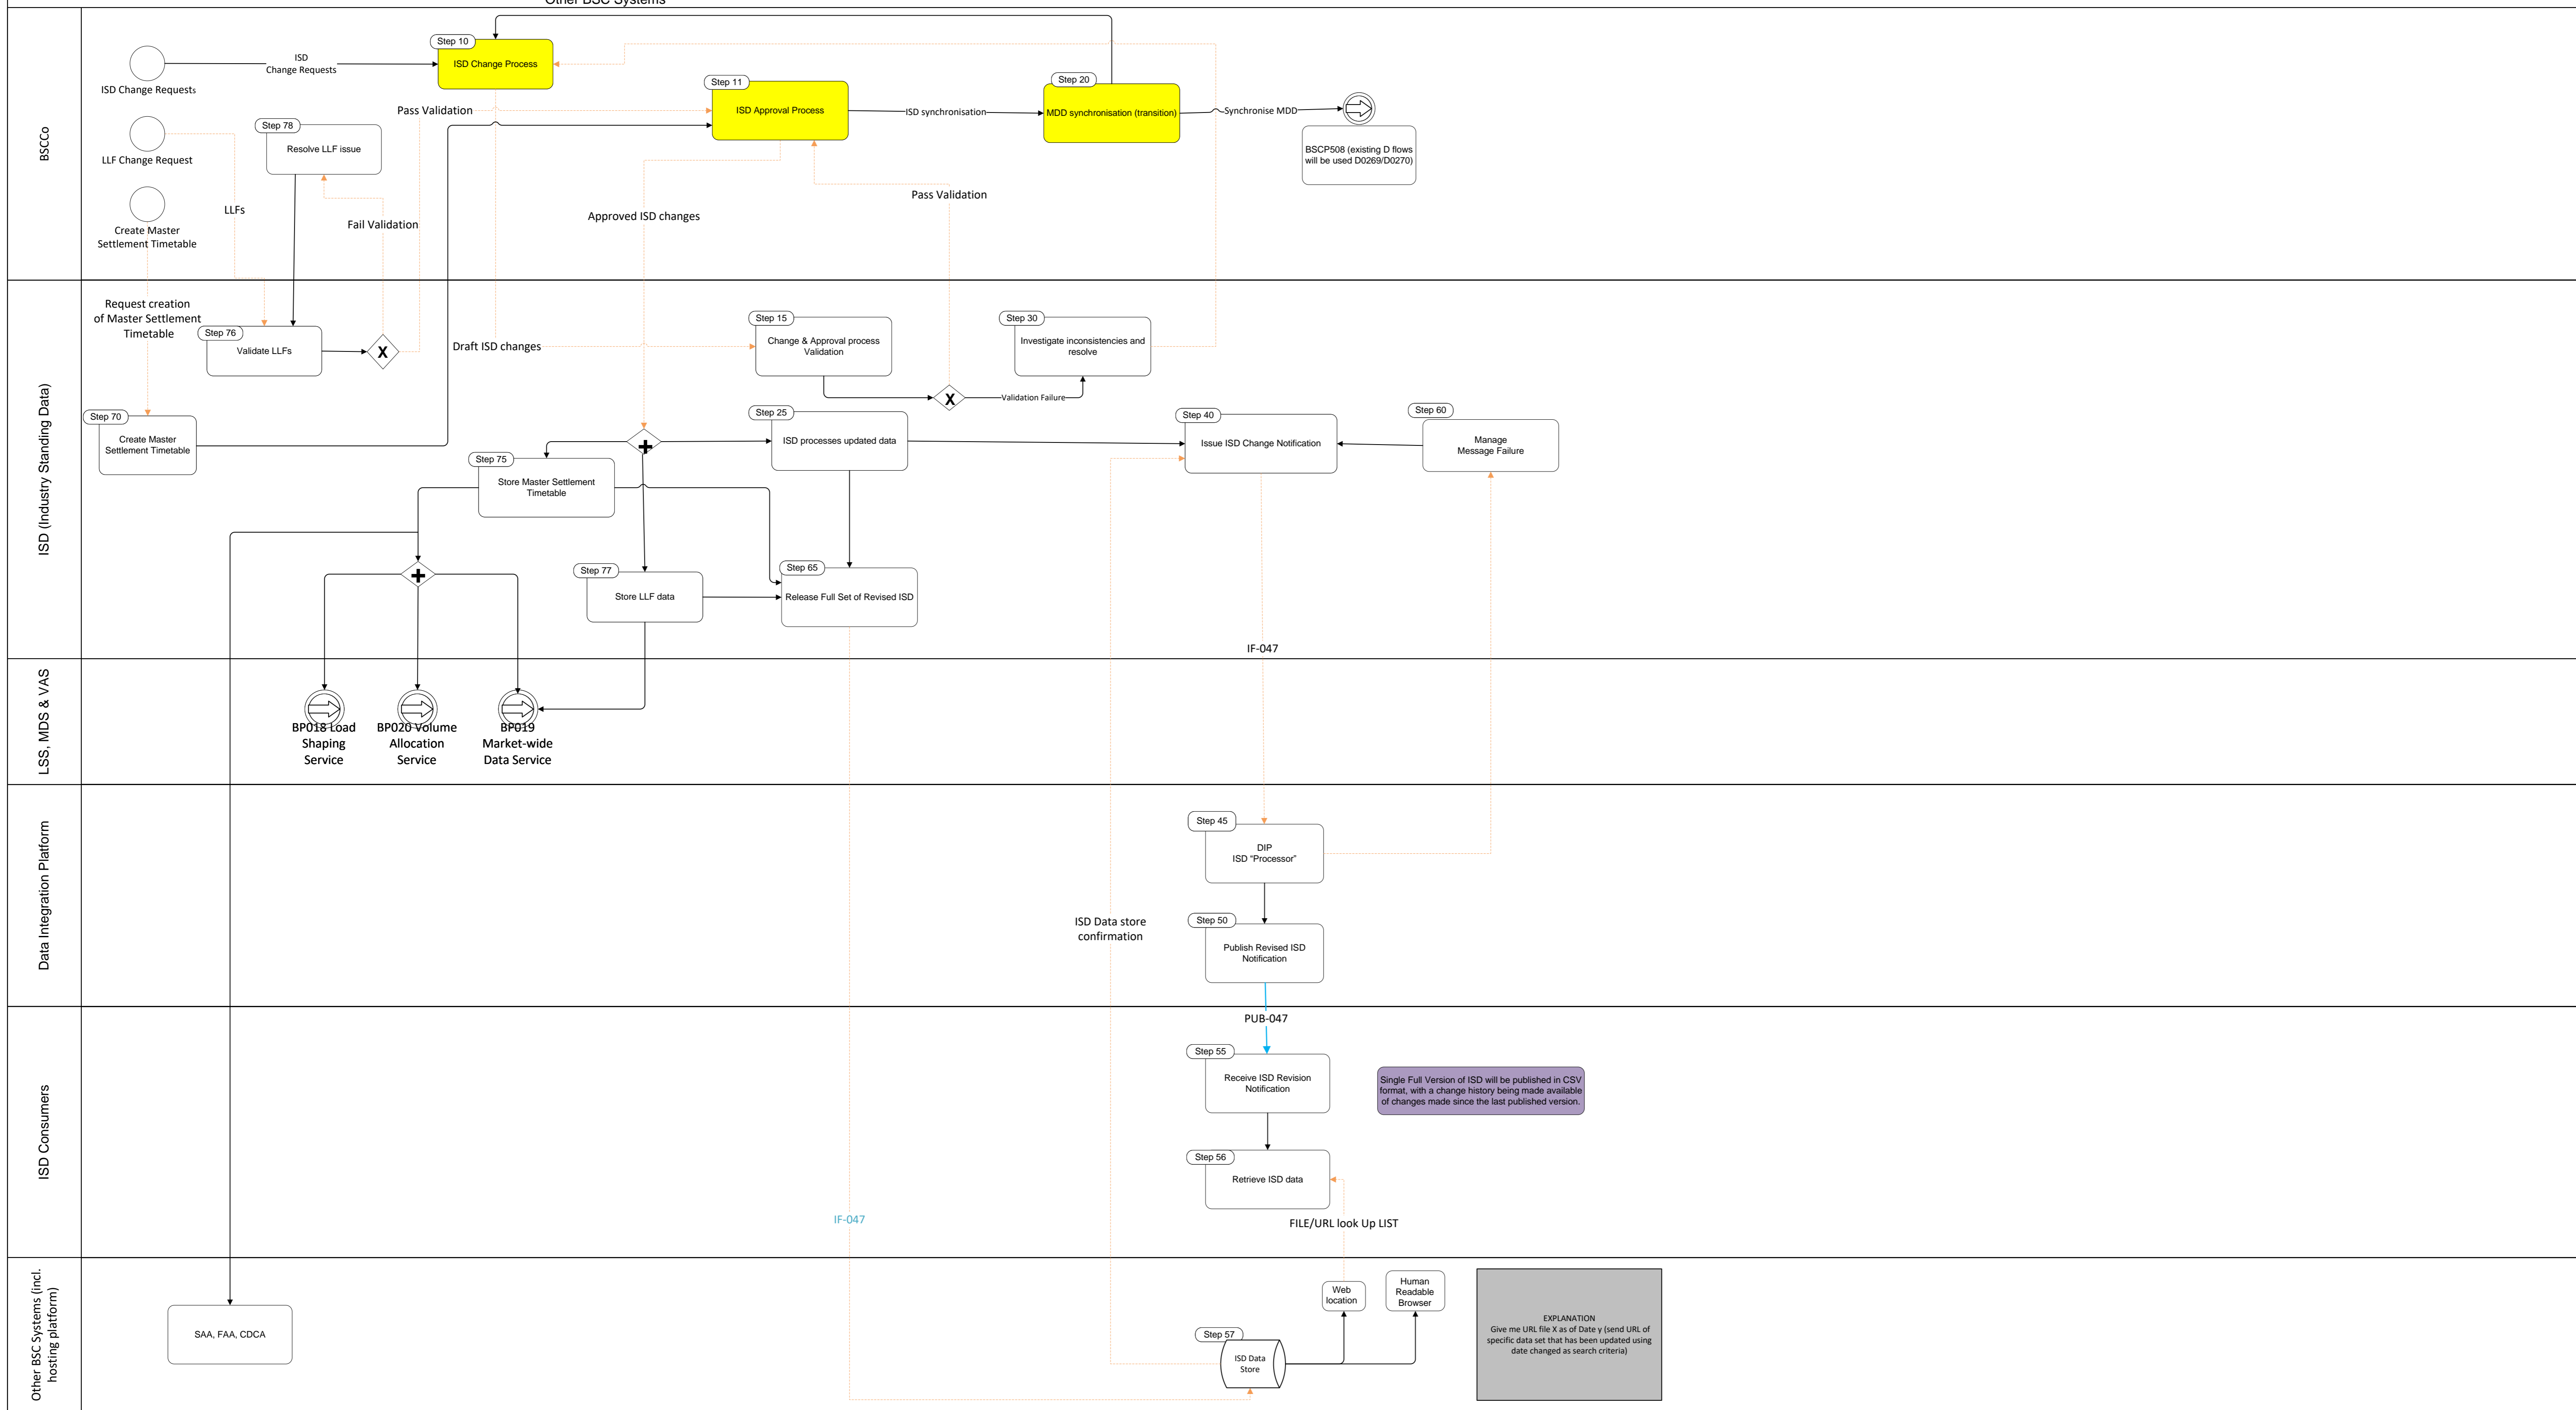 Other BSC Systems
BSCCo
ISD Change Requests
ISD
Change Requests
Step 10
ISD Change Process
LLF Change Request
LLFs
Create Master
Settlement Timetable
Step 78
Resolve LLF issue
Fail Validation
Pass Validation
Step 11
ISD Approval Process
ISD synchronisation
Step 20
MDD synchronisation (transition)
Synchronise MDD
BSCP508 (existing D flows
will be used D0269/D0270)
Approved ISD changes
Pass Validation
ISD (Industry Standing Data)
Request creation
of Master Settlement
Timetable
Step 76
Validate LLFs
X
Draft ISD changes
Step 15
Change & Approval process
Validation
X
Validation Failure
Step 30
Investigate inconsistencies and
resolve
Step 70
Create Master
Settlement Timetable
Step 75
Store Master Settlement
Timetable
Step 25
ISD processes updated data
Step 40
Issue ISD Change Notification
Step 60
Manage
Message Failure
Step 77
Store LLF data
Step 65
Release Full Set of Revised ISD
IF-047
LSS, MDS & VAS
BP018 Load
Shaping
Service
BP020 Volume
Allocation
Service
BP019
Market-wide
Data Service
Data Integration Platform
Step 45
DIP
ISD “Processor”
ISD Data store
confirmation
Step 50
Publish Revised ISD
Notification
ISD Consumers
PUB-047
Step 55
Receive ISD Revision
Notification
Single Full Version of ISD will be published in CSV
format, with a change history being made available
of changes made since the last published version.
Step 56
Retrieve ISD data
IF-047
FILE/URL look Up LIST
Other BSC Systems (incl.
hosting platform)
SAA, FAA, CDCA
Step 57
ISD Data
Store
Web
location
Human
Readable
Browser
EXPLANATION
Give me URL file X as of Date y (send URL of
specific data set that has been updated using
date changed as search criteria)